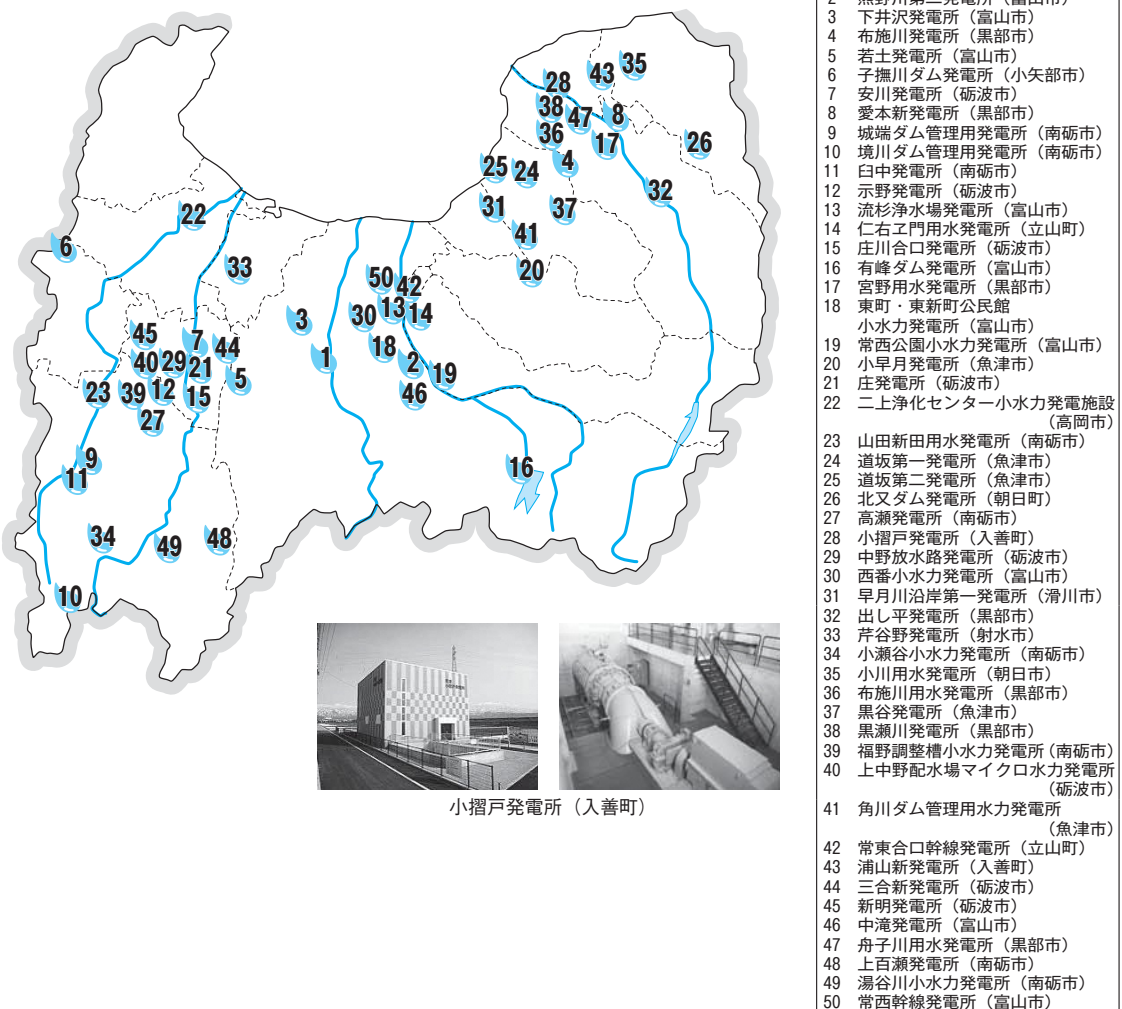 28
43
35
38
47
8
36
17
26
25
24
4
32
31
37
22
41
6
33
20
50
42
3
30
13
14
45
7
44
18
1
40
29
21
2
19
5
23
39
12
15
46
27
9
11
16
34
49
48
10
小摺戸発電所（入善町）
3 下井沢発電所（富山市）
4 布施川発電所（黒部市）
5 若土発電所（富山市）
6 子撫川ダム発電所（小矢部市）
7 安川発電所（砺波市）
8 愛本新発電所（黒部市）
9 城端ダム管理用発電所（南砺市）
10 境川ダム管理用発電所（南砺市）
11 臼中発電所（南砺市）
12 示野発電所（砺波市）
13 流杉浄水場発電所（富山市）
14 仁右ヱ門用水発電所（立山町）
15 庄川合口発電所（砺波市）
16 有峰ダム発電所（富山市）
17 宮野用水発電所（黒部市）
18 東町・東新町公民館
小水力発電所（富山市）
19 常西公園小水力発電所（富山市）
20 小早月発電所（魚津市）
21 庄発電所（砺波市）
22 二上浄化センター小水力発電施設
（高岡市）
23 山田新田用水発電所（南砺市）
24 道坂第一発電所（魚津市）
25 道坂第二発電所（魚津市）
26 北又ダム発電所（朝日町）
27 高瀬発電所（南砺市）
28 小摺戸発電所（入善町）
29 中野放水路発電所（砺波市）
30 西番小水力発電所（富山市）
31 早月川沿岸第一発電所（滑川市）
32 出し平発電所（黒部市）
33 芹谷野発電所（射水市）
34 小瀬谷小水力発電所（南砺市）
35 小川用水発電所（朝日市）
36 布施川用水発電所（黒部市）
37 黒谷発電所（魚津市）
38 黒瀬川発電所（黒部市）
39 福野調整槽小水力発電所（南砺市）
40 上中野配水場マイクロ水力発電所
（砺波市）
41 角川ダム管理用水力発電所
（魚津市）
42 常東合口幹線発電所（立山町）
43 浦山新発電所（入善町）
44 三合新発電所（砺波市）
45 新明発電所（砺波市）
46 中滝発電所（富山市）
47 舟子川用水発電所（黒部市）
48 上百瀬発電所（南砺市）
49 湯谷川小水力発電所（南砺市）
50 常西幹線発電所（富山市）